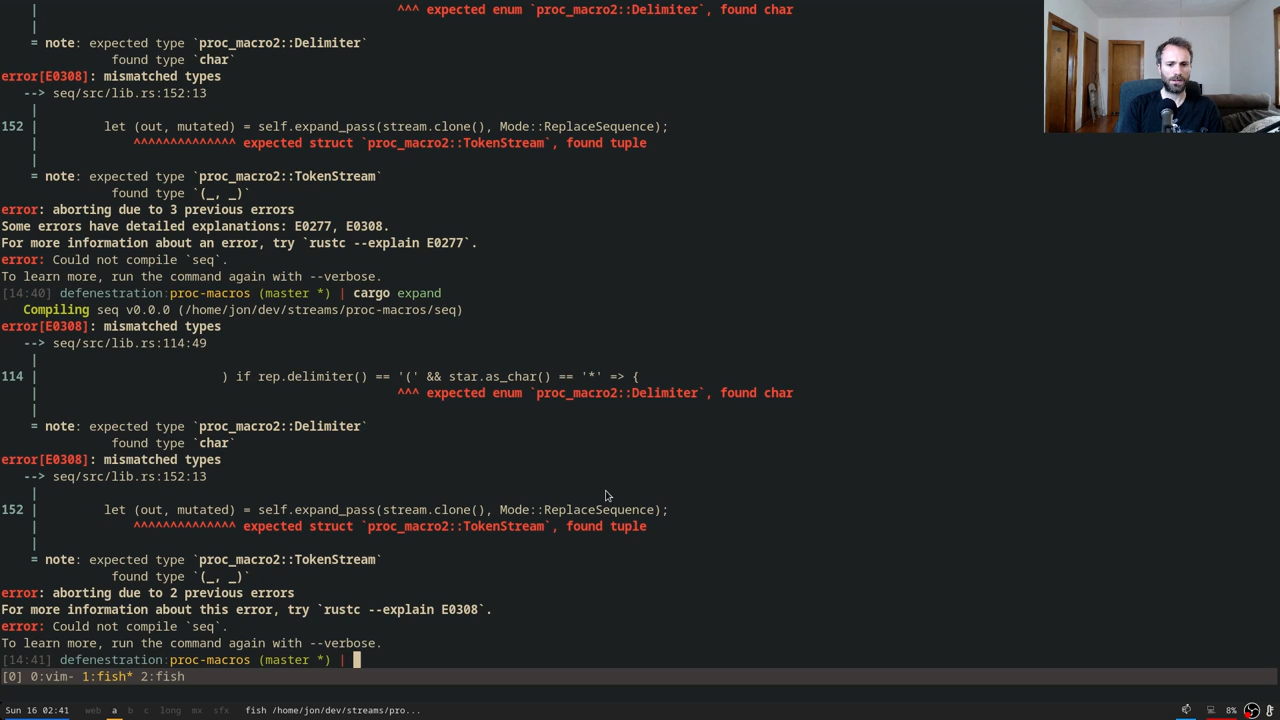 |                                             ^^^ expected enum `proc_macro2::Delimiter`, found char
    |
    = note: expected type `proc_macro2::Delimiter`
               found type `char`
error[E0308]: mismatched types
   --> seq/src/lib.rs:152:13
    |
152 |         let (out, mutated) = self.expand_pass(stream.clone(), Mode::ReplaceSequence);
    |             ^^^^^^^^^^^^^^ expected struct `proc_macro2::TokenStream`, found tuple
    |
    = note: expected type `proc_macro2::TokenStream`
               found type `(_, _)`
error: aborting due to 3 previous errors
Some errors have detailed explanations: E0277, E0308.
For more information about an error, try `rustc --explain E0277`.
error: Could not compile `seq`.
To learn more, run the command again with --verbose.
[14:40] defenestration:proc-macros (master *) | cargo expand
   Compiling seq v0.0.0 (/home/jon/dev/streams/proc-macros/seq)
error[E0308]: mismatched types
   --> seq/src/lib.rs:114:49
    |
114 |                         ) if rep.delimiter() == '(' && star.as_char() == '*' => {
    |                                                 ^^^ expected enum `proc_macro2::Delimiter`, found char
    |
    = note: expected type `proc_macro2::Delimiter`
               found type `char`
error[E0308]: mismatched types
   --> seq/src/lib.rs:152:13
    |
152 |         let (out, mutated) = self.expand_pass(stream.clone(), Mode::ReplaceSequence);
    |             ^^^^^^^^^^^^^^ expected struct `proc_macro2::TokenStream`, found tuple
    |
    = note: expected type `proc_macro2::TokenStream`
               found type `(_, _)`
error: aborting due to 2 previous errors
For more information about this error, try `rustc --explain E0308`.
error: Could not compile `seq`.
To learn more, run the command again with --verbose.
[14:41] defenestration:proc-macros (master *) |
[0] 0:vim- 1:fish* 2:fish
Sun 16 02:41 web a b c long mx sfx fish /home/jon/dev/streams/pro... 8%